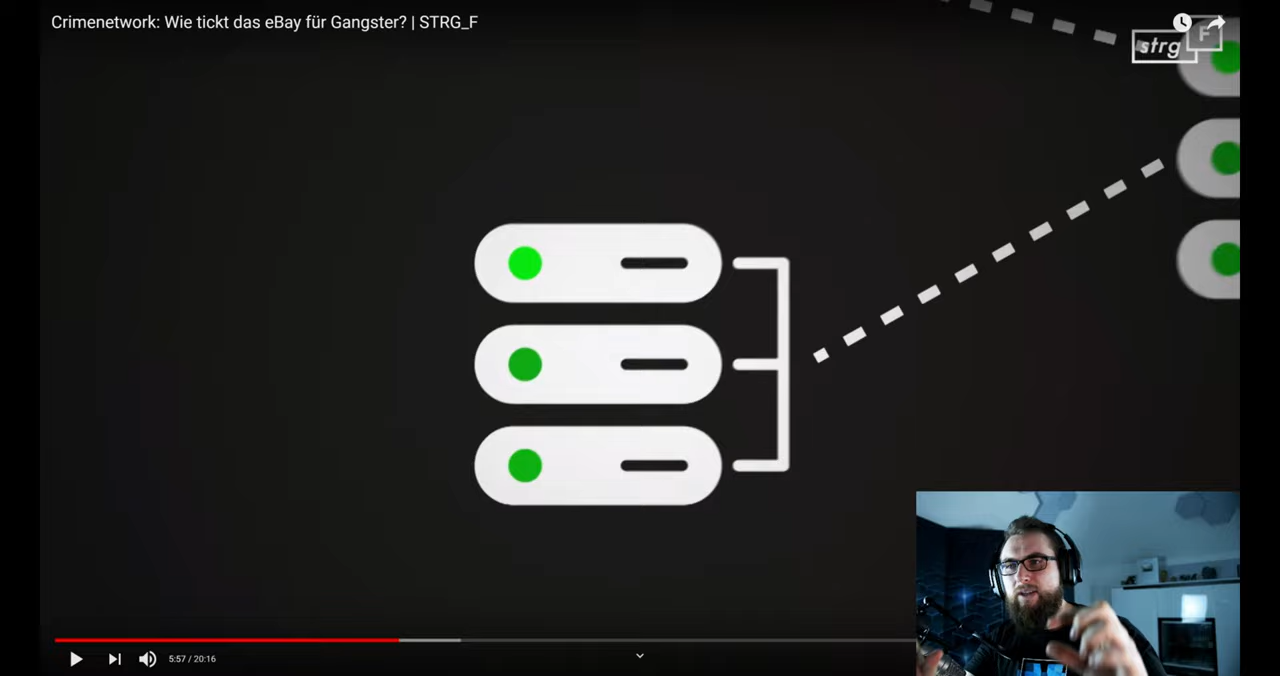 Crimenetwork: Wie tickt das eBay für Gangster? | STRG_F
strg F
5:57 / 20:16